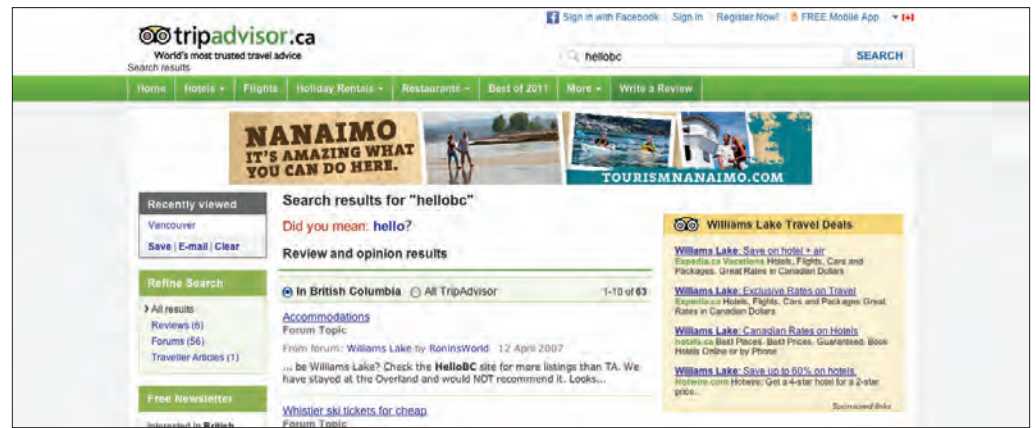 Sign in with Facebook Sign in Register Now! FREE Mobile App
tripadvisor.ca
World's most trusted travel advice
Search results
hellobc
SEARCH
Home Hotels Flights Holiday Rentals Restaurants Best of 2011 More Write a Review
NANAIMO
IT'S AMAZING WHAT
YOU CAN DO HERE.
TOURISMNANAIMO.COM
Recently viewed
Vancouver
Save | E-mail | Clear
Refine Search
All results
Reviews (6)
Forums (56)
Traveller Articles (1)
Free Newsletter
Interested in British
Search results for "hellobc"
Did you mean: hello?
Review and opinion results
In British Columbia All TripAdvisor 1-10 of 63
Accommodations
Forum Topic
From forum: Williams Lake by RoninsWorld 12 April 2007
... be Williams Lake? Check the HelloBC site for more listings than TA. We
have stayed at the Overland and would NOT recommend it. Looks...
Whistler ski tickets for cheap
Forum Topic
Williams Lake Travel Deals
Williams Lake: Save on hotel + air
Expedia.ca Vacations Hotels, Flights, Cars and
Packages. Great Rates in Canadian Dollars
Williams Lake: Exclusive Rates on Travel
Expedia.ca Hotels, Flights, Cars and Packages Great
Rates in Canadian Dollars
Williams Lake: Canadian Rates on Hotels
hotels.ca Best Places. Best Prices. Guaranteed. Book
Hotels Online or by Phone
Williams Lake: Save up to 60% on hotels.
Hotwire.com Hotwire: Get a 4-star hotel for a 2-star
price.
Sponsored links